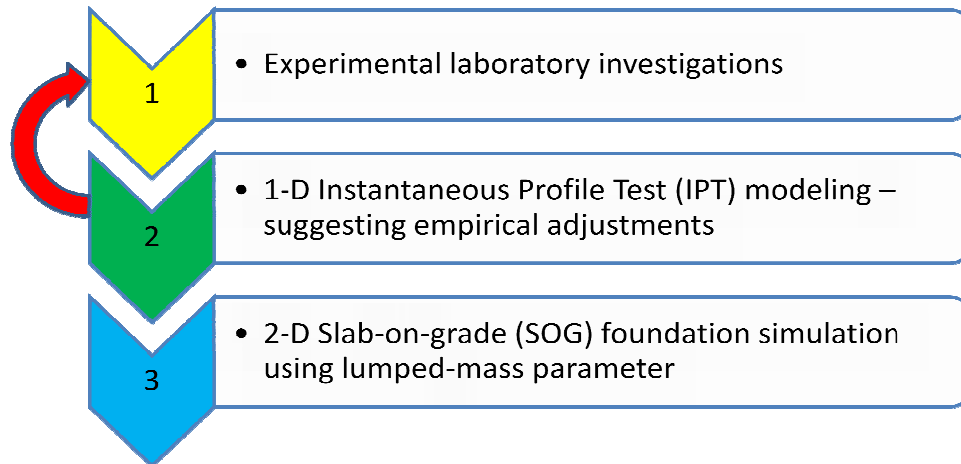 1
• Experimental laboratory investigations
2
• 1-D Instantaneous Profile Test (IPT) modeling –
suggesting empirical adjustments
3
• 2-D Slab-on-grade (SOG) foundation simulation
using lumped-mass parameter